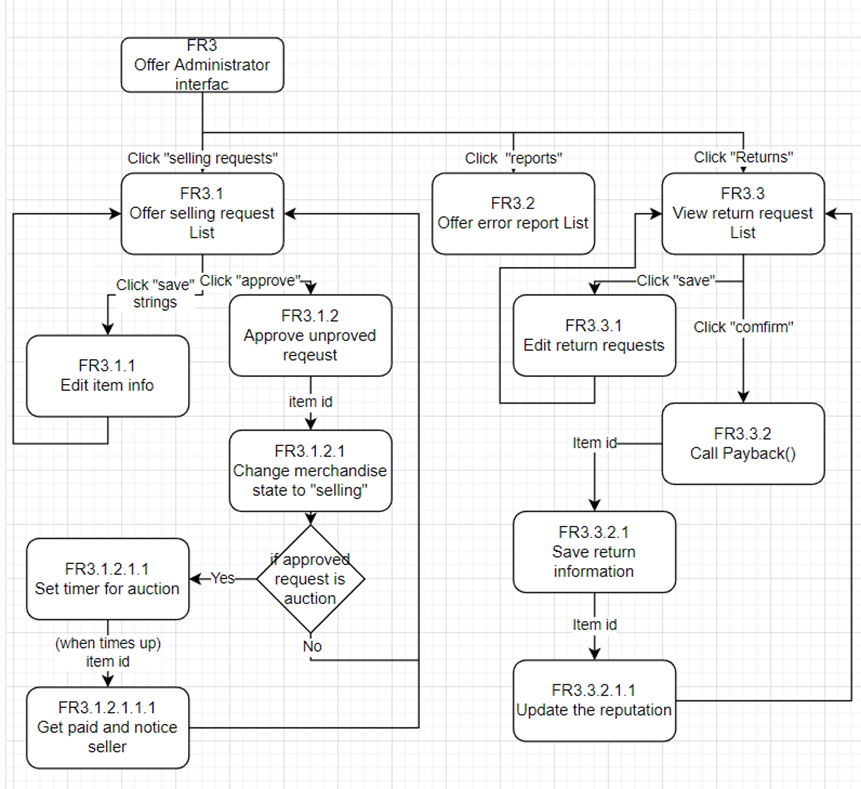 FR3
Offer Administrator
interfac
Click "selling requests"
Click "reports"
Click "Returns"
FR3.1
Offer selling request
List
FR3.2
Offer error report List
FR3.3
View return request
List
Click "save"
strings
Click "approve"
Click "save"
FR3.1.2
Approve unproved
reqeust
FR3.3.1
Edit return requests
Click "comfirm"
FR3.1.1
Edit item info
item id
FR3.1.2.1
Change merchandise
state to "selling"
FR3.3.2
Call Payback()
Item id
if approved
request is
auction
Yes
No
FR3.1.2.1.1
Set timer for auction
FR3.3.2.1
Save return
information
(when times up)
item id
Item id
FR3.1.2.1.1.1
Get paid and notice
seller
FR3.3.2.1.1
Update the reputation